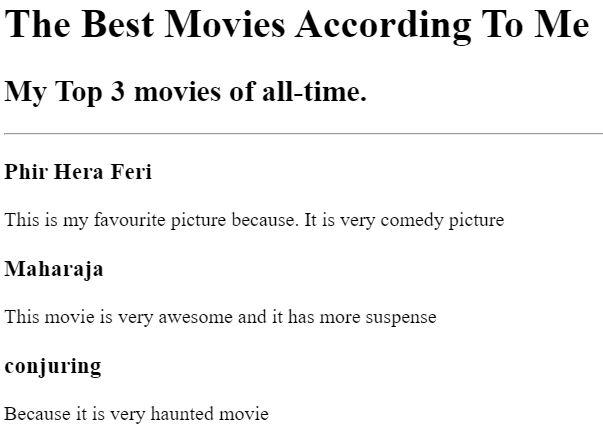 The Best Movies According To Me
My Top 3 movies of all-time.
Phir Hera Feri
This is my favourite picture because. It is very comedy picture
Maharaja
This movie is very awesome and it has more suspense
conjuring
Because it is very haunted movie